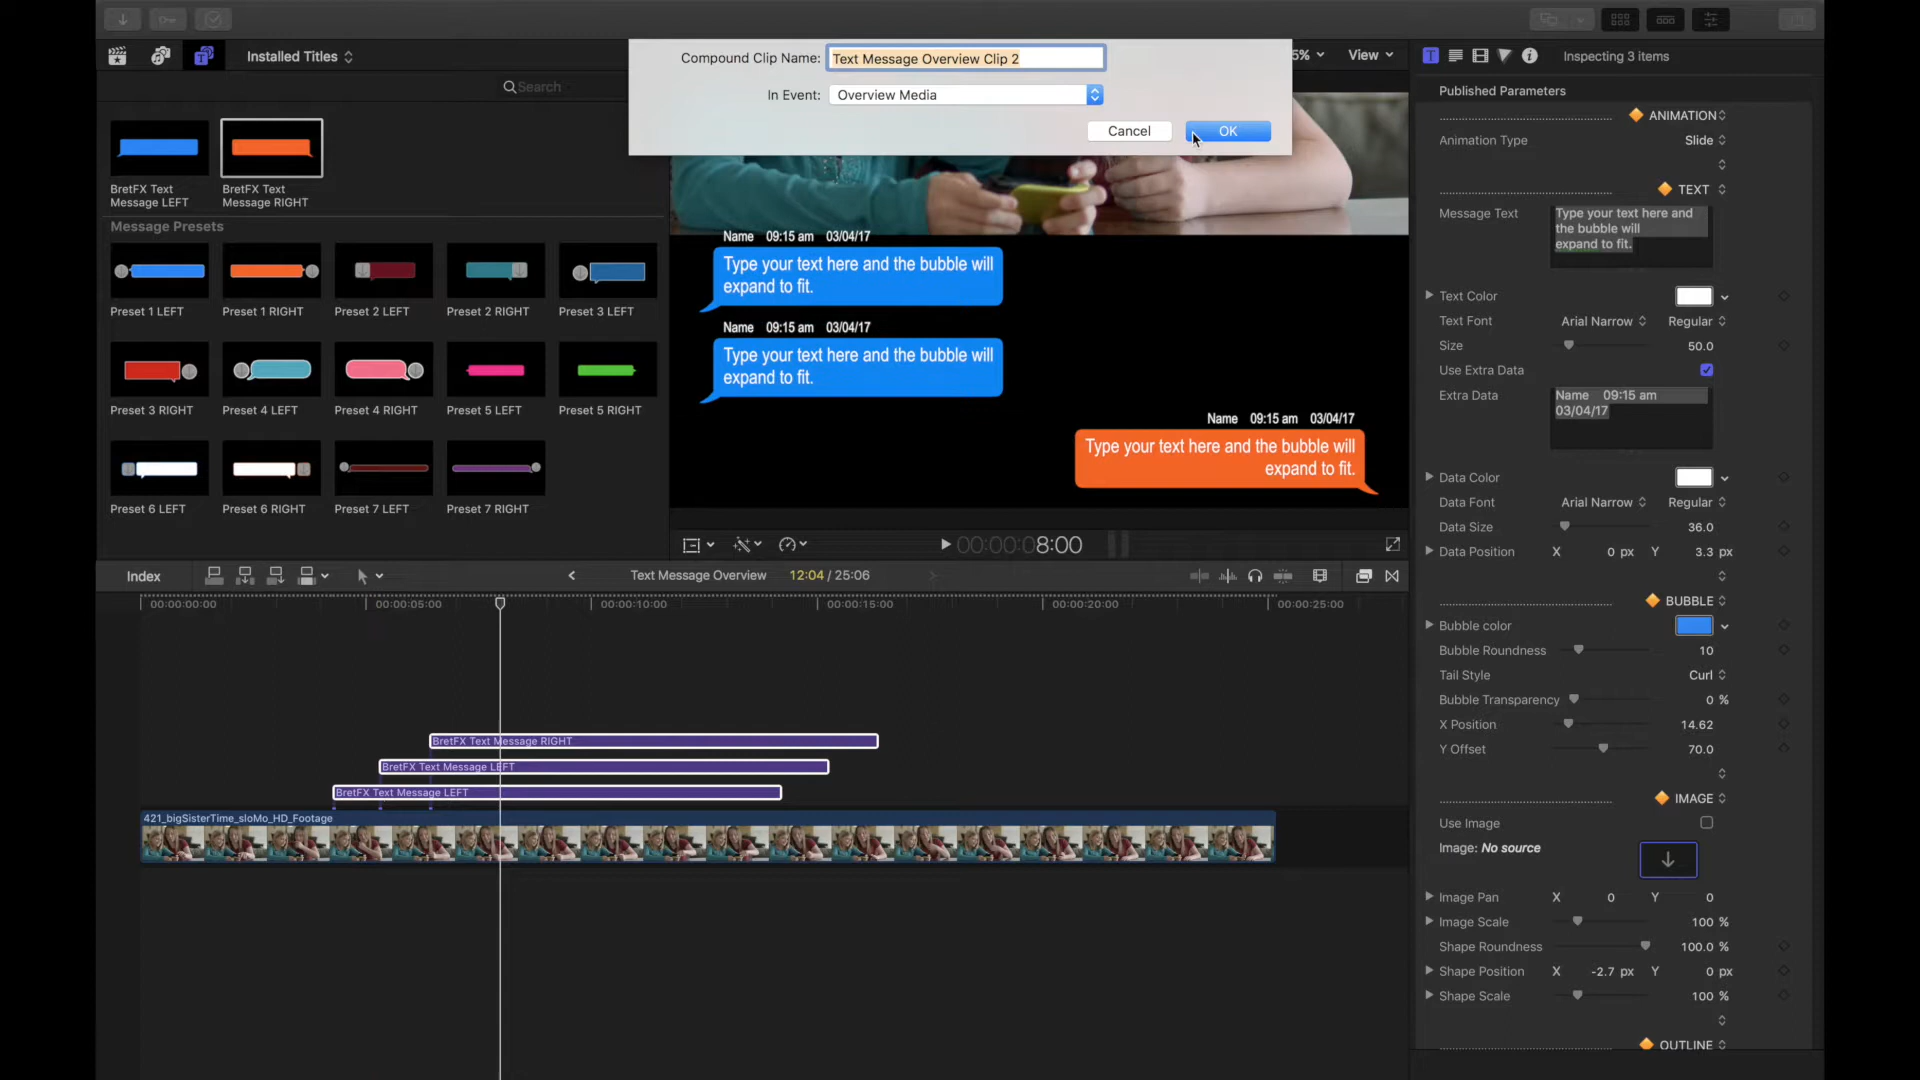 Installed Titles
Search
Compound Clip Name: Text Message Overview Clip 2
In Event: Overview Media
Cancel
OK
5%
View
Inspecting 3 items
BretFX Text
Message LEFT
BretFX Text
Message RIGHT
Message Presets
Preset 1 LEFT
Preset 1 RIGHT
Preset 2 LEFT
Preset 2 RIGHT
Preset 3 LEFT
Preset 3 RIGHT
Preset 4 LEFT
Preset 4 RIGHT
Preset 5 LEFT
Preset 5 RIGHT
Preset 6 LEFT
Preset 6 RIGHT
Preset 7 LEFT
Preset 7 RIGHT
Name 09:15 am 03/04/17
Type your text here and the bubble will
expand to fit.
Name 09:15 am 03/04/17
Type your text here and the bubble will
expand to fit.
Name 09:15 am 03/04/17
Type your text here and the bubble will
expand to fit.
00:00:08:00
Published Parameters
ANIMATION
Animation Type Slide
TEXT
Message Text
Type your text here and
the bubble will
expand to fit.
Text Color
Text Font Arial Narrow Regular
Size 50.0
Use Extra Data
Extra Data
Name 09:15 am
03/04/17
Data Color
Data Font Arial Narrow Regular
Data Size 36.0
Data Position X 0 px Y 3.3 px
BUBBLE
Bubble color
Bubble Roundness 10
Tail Style Curl
Bubble Transparency 0 %
X Position 14.62
Y Offset 70.0
IMAGE
Use Image
Image: No source
Image Pan X 0 Y 0
Image Scale 100 %
Shape Roundness 100.0 %
Shape Position X -2.7 px Y 0 px
Shape Scale 100 %
OUTLINE
Index
Text Message Overview 12:04 / 25:06
00:00:00:00
00:00:05:00
00:00:10:00
00:00:15:00
00:00:20:00
00:00:25:00
BretFX Text Message RIGHT
BretFX Text Message LEFT
BretFX Text Message LEFT
421_bigSisterTime_sloMo_HD_Footage